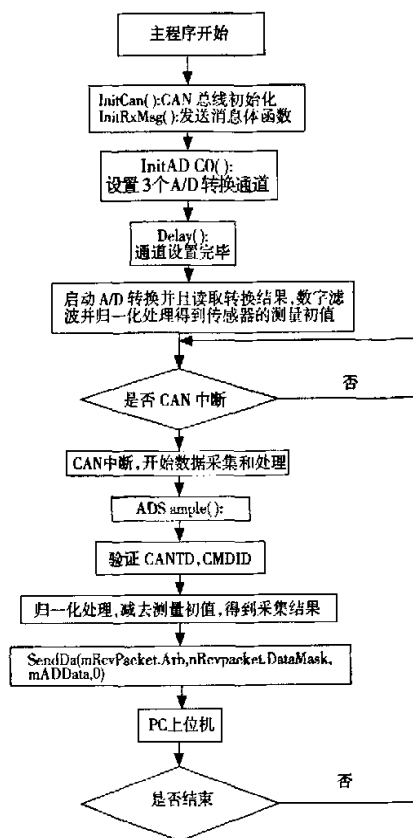 主程序开始
InitCan():CAN 总线初始化
InitRxMsg():发送消息体函数
InitAD C0():
设置3个A/D 转换通道
Delay():
通道设置完毕
启动 A/D 转换并且读取转换结果,数字滤
波并归一化处理得到传感器的测量初值
是否 CAN 中断
否
CAN中断,开始数据采集和处理
ADS ample():
验证 CANTD,CMDID
归一化处理,减去测量初值,得到采集结果
SendDa(mRcvPacket.Arb,nRcvpacket.DataMask,
mADData,0)
PC上位机
否
是否结束